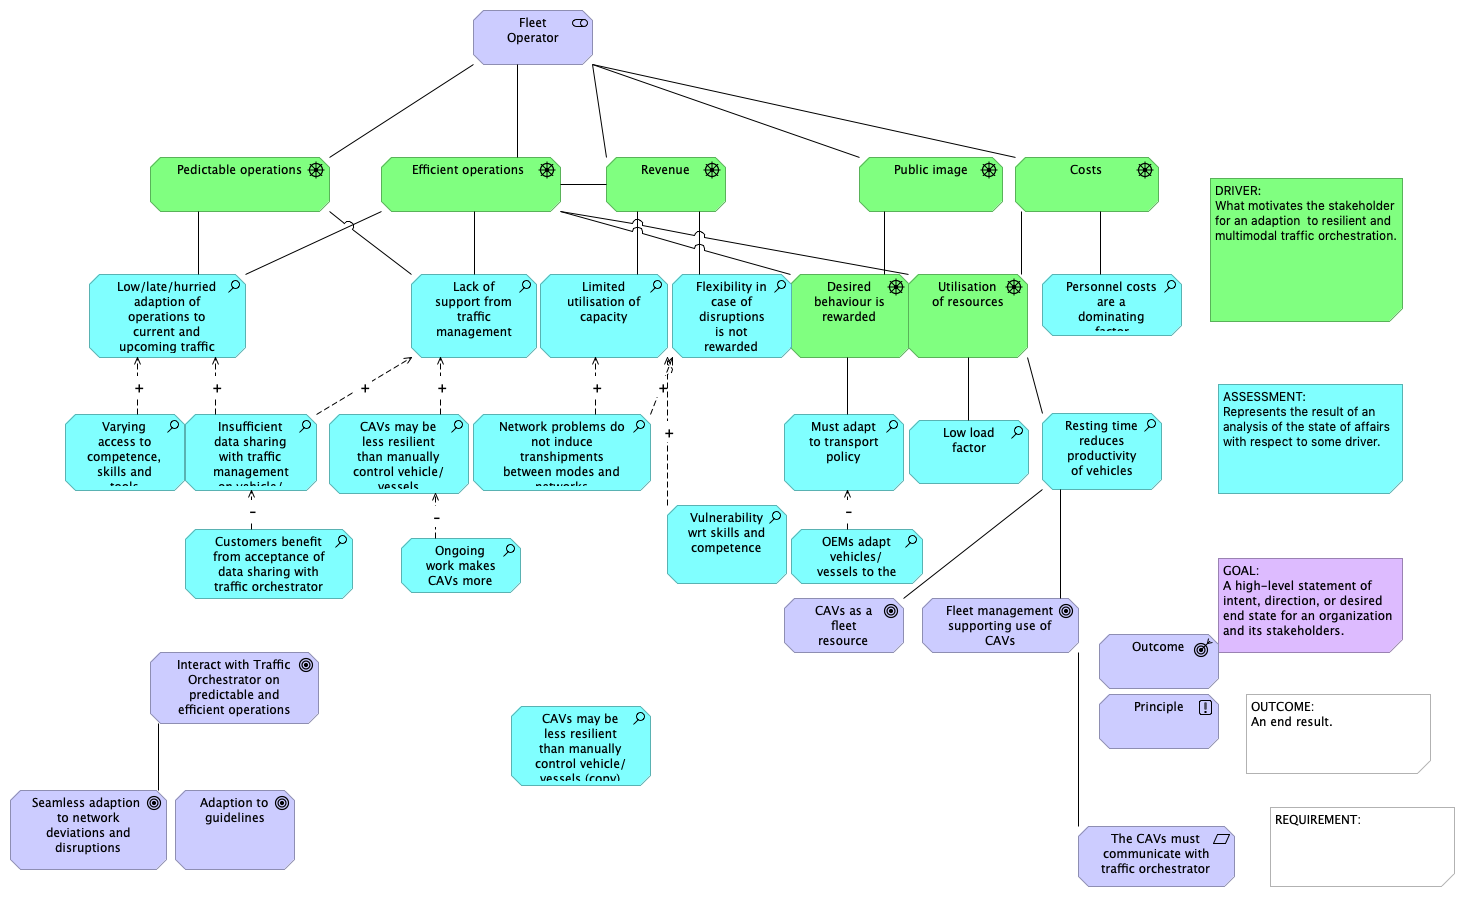 Fleet
Operator
Pedictable operations
Efficient operations
Revenue
Public image
Costs
DRIVER:
What motivates the stakeholder
for an adaption  to resilient and
multimodal traffic orchestration.
Low/late/hurried
adaption of
operations to
current and
upcoming traffic
Lack of
support from
traffic
management
Limited
utilisation of
capacity
Flexibility in
case of
disruptions
is not
rewarded
Desired
behaviour is
rewarded
Utilisation
of resources
Personnel costs
are a
dominating
factor
+
+
+
+
+
+
+
ASSESSMENT:
Represents the result of an
analysis of the state of affairs
with respect to some driver.
Varying
access to
competence,
skills and
tools
Insufficient
data sharing
with traffic
management
on vehicle/
CAVs may be
less resilient
than manually
control vehicle/
vessels
Network problems do
not induce
transhipments
between modes and
networks
Must adapt
to transport
policy
Low load
factor
Resting time
reduces
productivity
of vehicles
-
-
-
Customers benefit
from acceptance of
data sharing with
traffic orchestrator
Ongoing
work makes
CAVs more
Vulnerability
wrt skills and
competence
OEMs adapt
vehicles/
vessels to the
GOAL:
A high-level statement of
intent, direction, or desired
end state for an organization
and its stakeholders.
CAVs as a
fleet
resource
Fleet management
supporting use of
CAVs
Outcome
Interact with Traffic
Orchestrator on
predictable and
efficient operations
Principle
OUTCOME:
An end result.
CAVs may be
less resilient
than manually
control vehicle/
vessels (copy)
Seamless adaption
to network
deviations and
disruptions
Adaption to
guidelines
The CAVs must
communicate with
traffic orchestrator
REQUIREMENT: